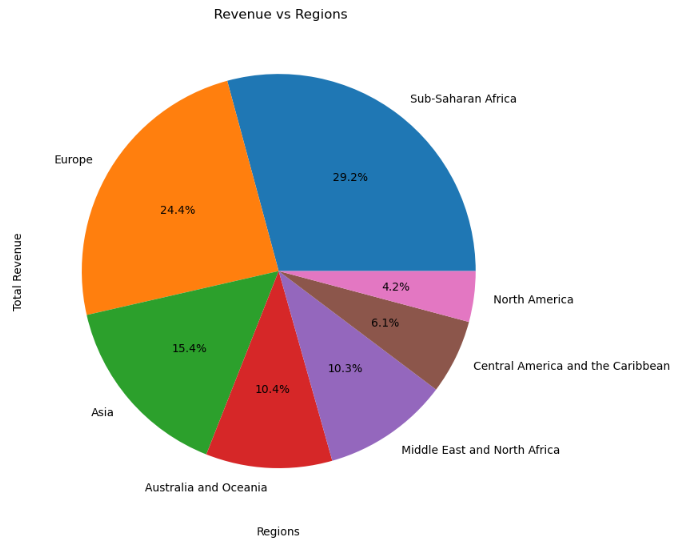 Revenue vs Regions
Sub-Saharan Africa
Europe
29.2%
24.4%
Total Revenue
4.2%
North America
6.1%
15.4%
Central America and the Caribbean
10.3%
10.4%
Asia
Middle East and North Africa
Australia and Oceania
Regions